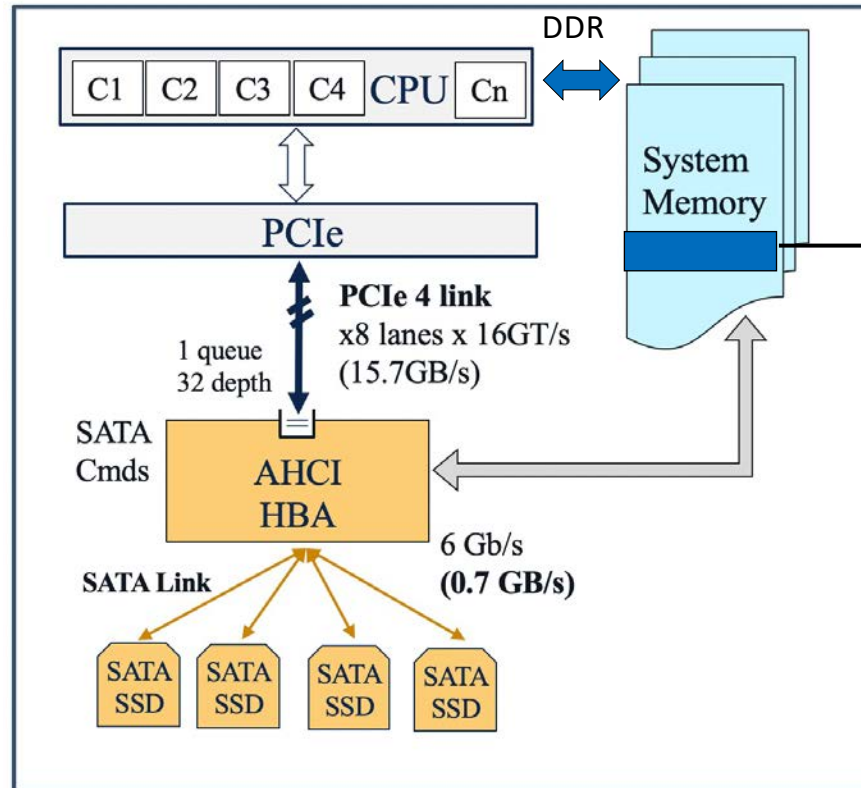 DDR
C1 C2 C3 C4 CPU Cn
System
Memory
PCIe
PCIe 4 link
x8 lanes x 16GT/s
(15.7GB/s)
1 queue
32 depth
SATA
Cmds
AHCI
HBA
6 Gb/s
(0.7 GB/s)
SATA Link
SATA
SSD
SATA
SSD
SATA
SSD
SATA
SSD